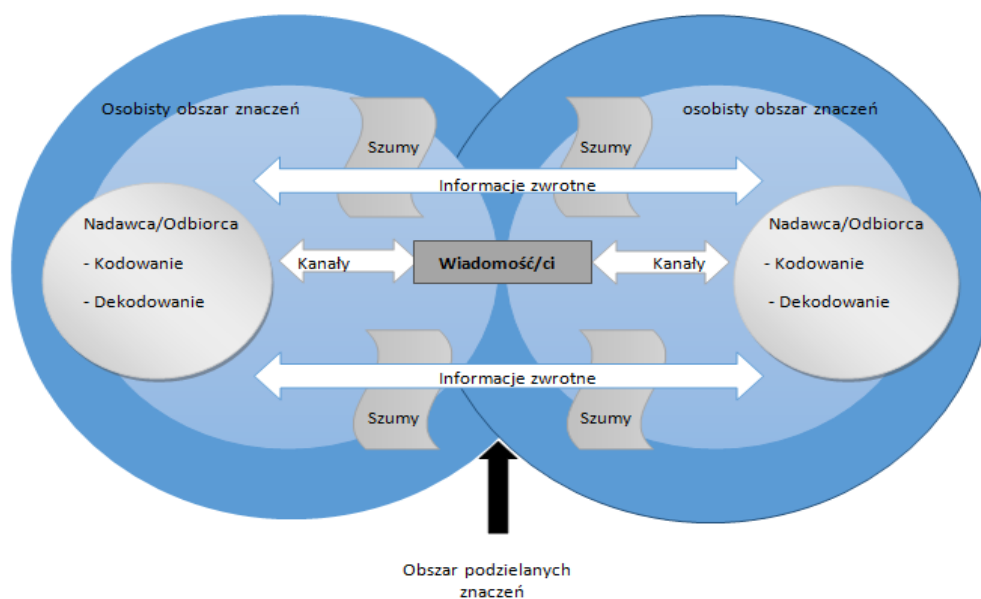 Osobisty obszar znaczeń
osobisty obszar znaczeń
Szumy
Szumy
Informacje zwrotne
Nadawca/Odbiorca
- Kodowanie
- Dekodowanie
Kanały
Wiadomość/ci
Kanały
Nadawca/Odbiorca
- Kodowanie
- Dekodowanie
Informacje zwrotne
Szumy
Szumy
Obszar podzielanych
znaczeń